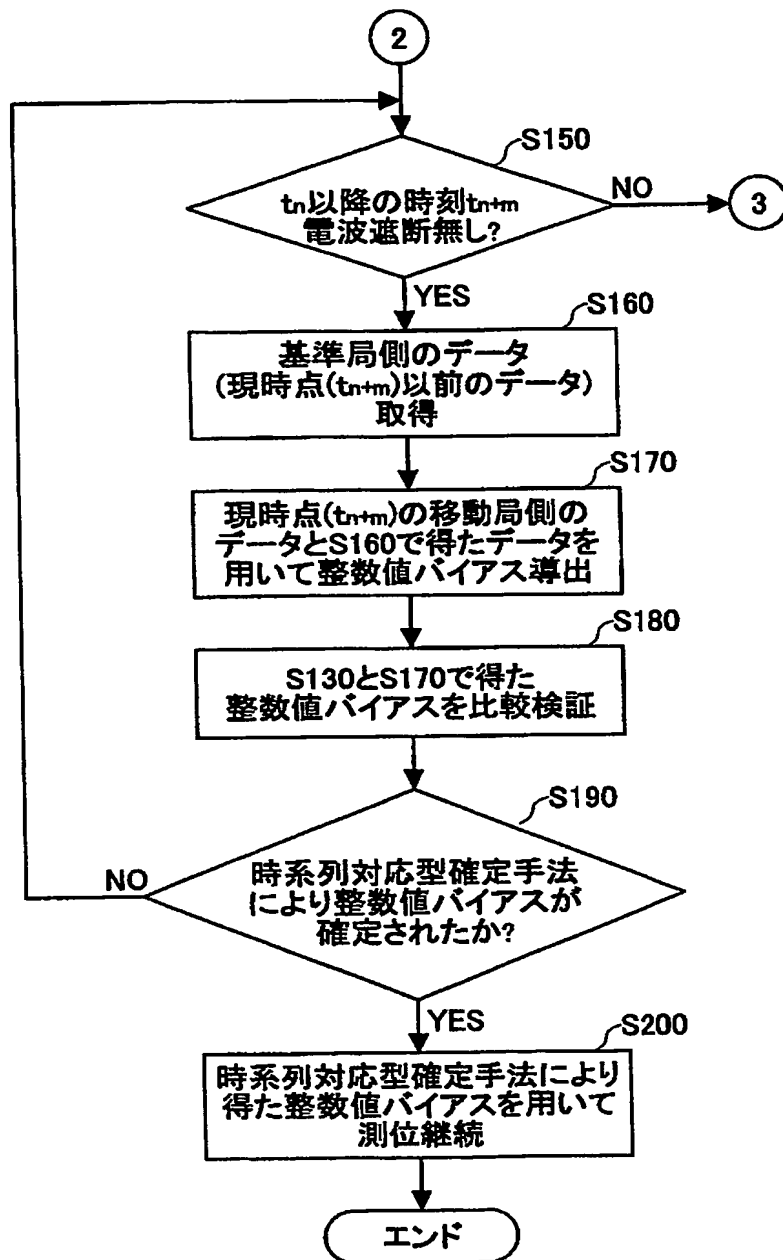 2
S150
tn以降の時刻tn+m
電波遮断無し?
NO
3
YES
S160
基準局側のデータ
(現時点(tn+m)以前のデータ)
取得
S170
現時点(tn+m)の移動局側の
データとS160で得たデータを
用いて整数値バイアス導出
S180
S130とS170で得た
整数値バイアスを比較検証
S190
NO
時系列対応型確定手法
により整数値バイアスが
確定されたか?
YES
S200
時系列対応型確定手法により
得た整数値バイアスを用いて
測位継続
エンド